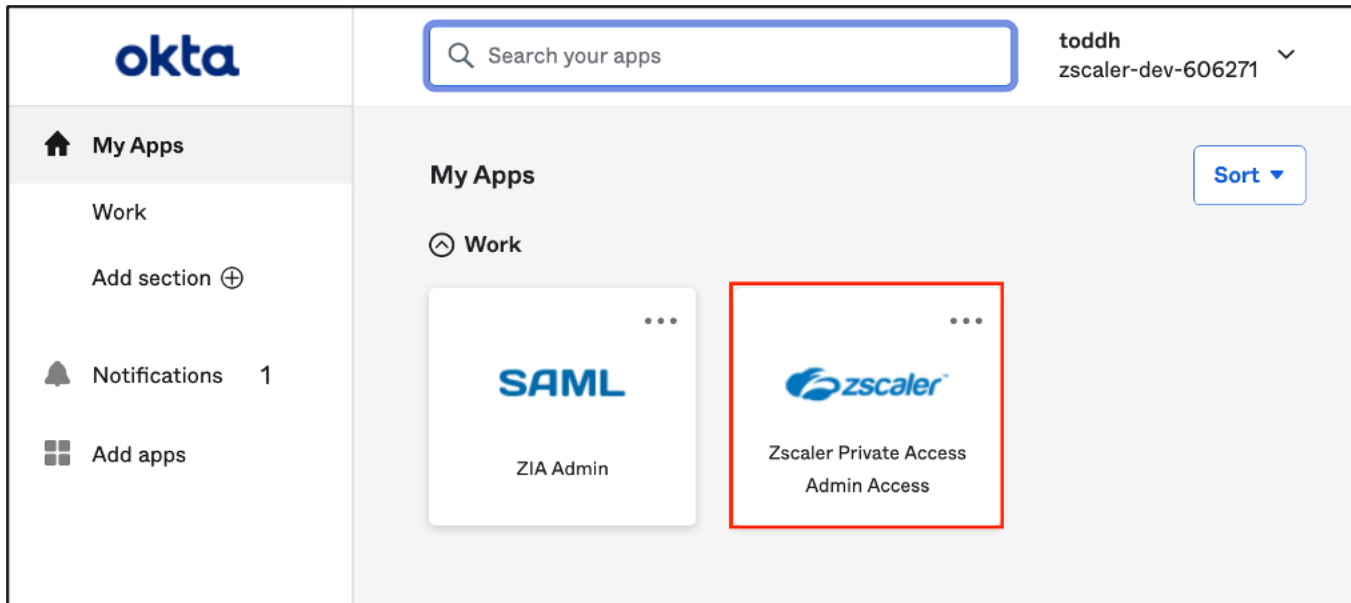 okta
Search your apps
toddh
zscaler-dev-606271
My Apps
Work
Add section
Notifications 1
Add apps
My Apps
Sort
Work
SAML
ZIA Admin
zscaler™
Zscaler Private Access
Admin Access